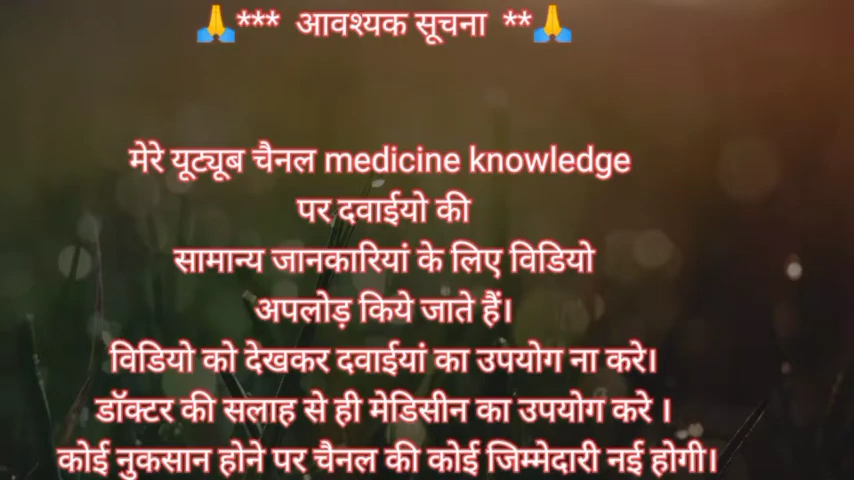 🙏*** आवश्यक सूचना **🙏
मेरे यूट्यूब चैनल medicine knowledge
पर दवाईयो की
सामान्य जानकारियां के लिए विडियो
अपलोड़ किये जाते हैं।
विडियो को देखकर दवाईयां का उपयोग ना करे।
डॉक्टर की सलाह से ही मेडिसीन का उपयोग करे ।
कोई नुकसान होने पर चैनल की कोई जिम्मेदारी नई होगी।